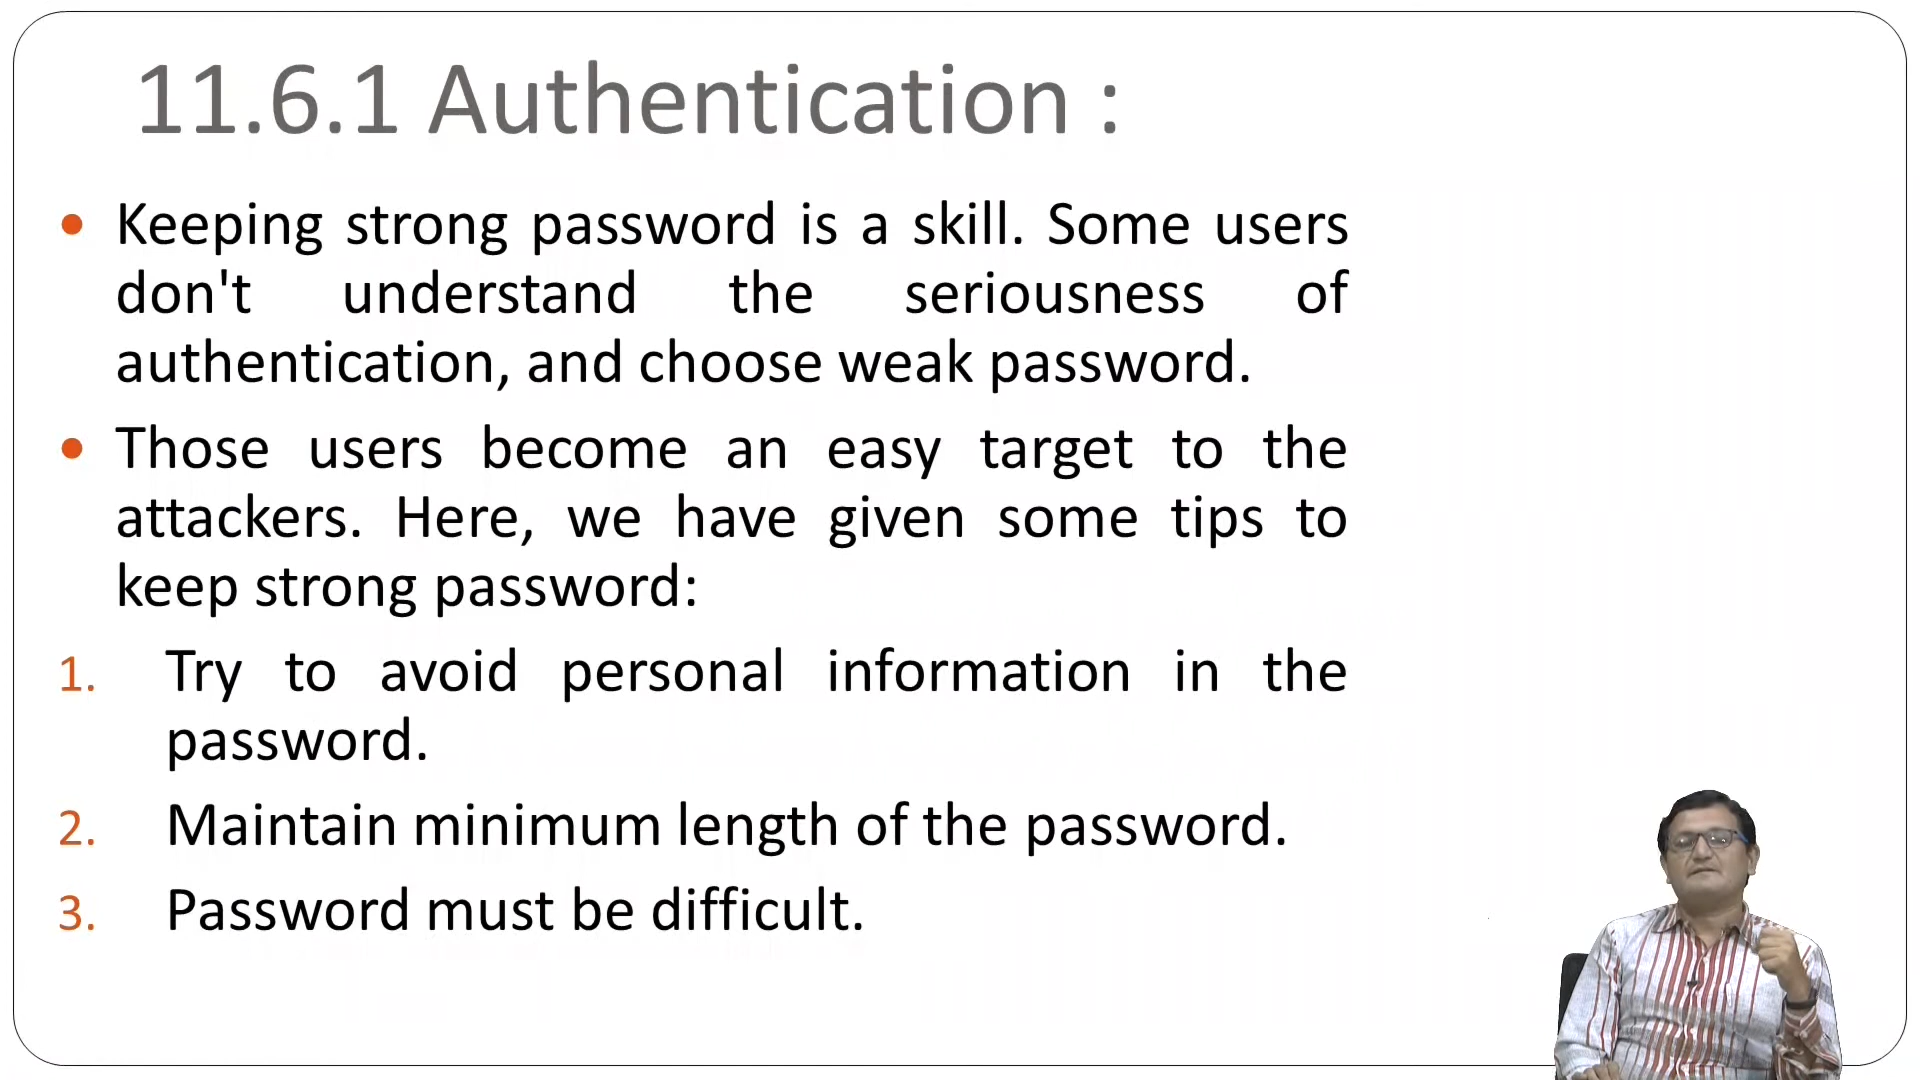 11.6.1 Authentication :
• Keeping strong password is a skill. Some users
don't understand the seriousness of
authentication, and choose weak password.
• Those users become an easy target to the
attackers. Here, we have given some tips to
keep strong password:
1. Try to avoid personal information in the
password.
2. Maintain minimum length of the password.
3. Password must be difficult.